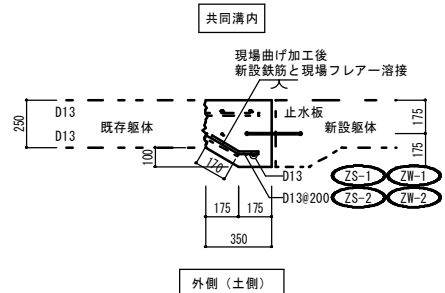 共同溝内
現場曲げ加工後
新設鉄筋と現場フレアー溶接
止水板
D13
D13
既存躯体
新設躯体
250
100
170
175
175
D13
D13@200
ZS-1
ZW-1
ZS-2
ZW-2
175
175
350
外側（土側）